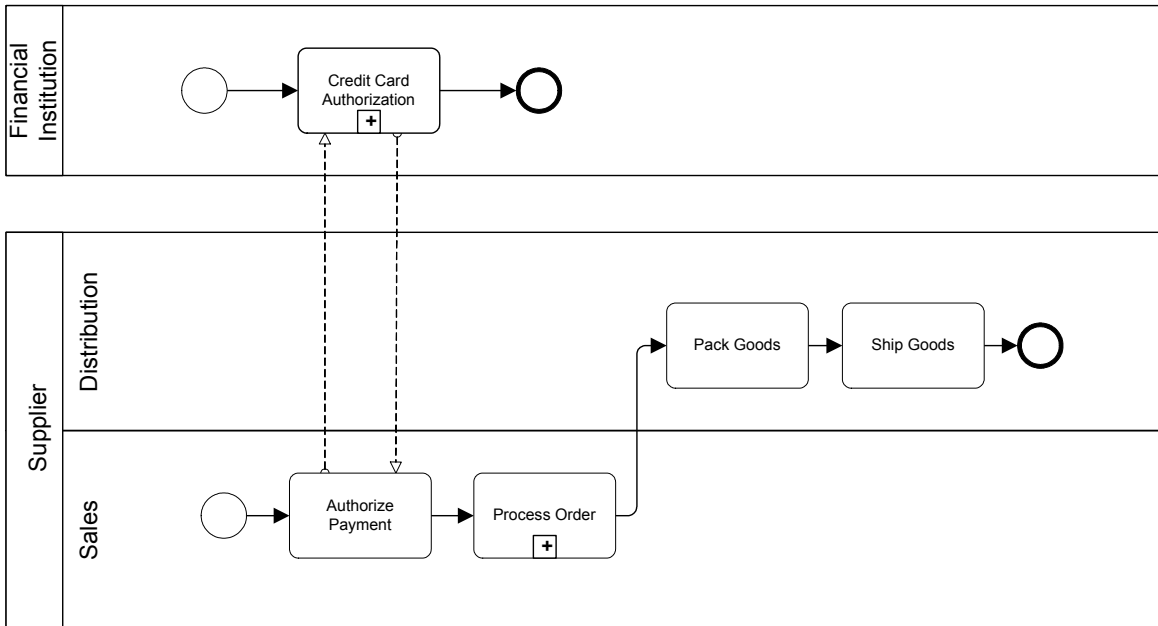 Financial
Institution
Credit Card
Authorization
+
Supplier
Distribution
Pack Goods
Ship Goods
Sales
Authorize
Payment
Process Order
+